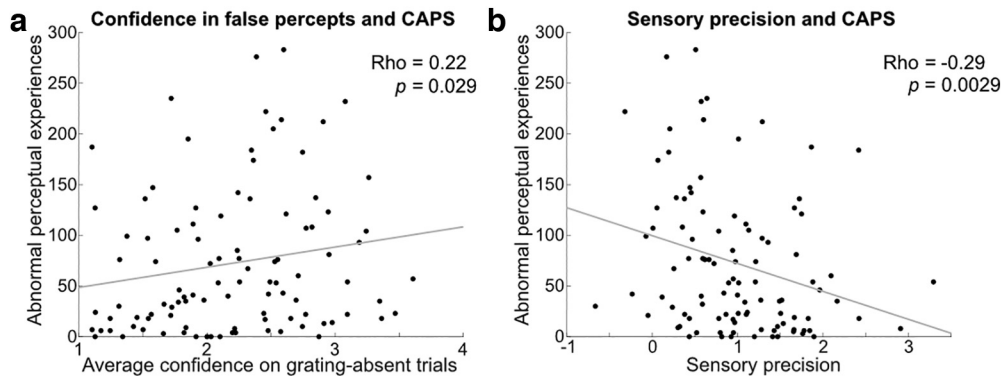 a
Confidence in false percepts and CAPS
Abnormal perceptual experiences
300
250
200
150
100
50
0
Rho = 0.22
p = 0.029
1
2
3
4
Average confidence on grating-absent trials
b
Sensory precision and CAPS
Abnormal perceptual experiences
300
250
200
150
100
50
0
Rho = -0.29
p = 0.0029
-1
0
1
2
3
Sensory precision